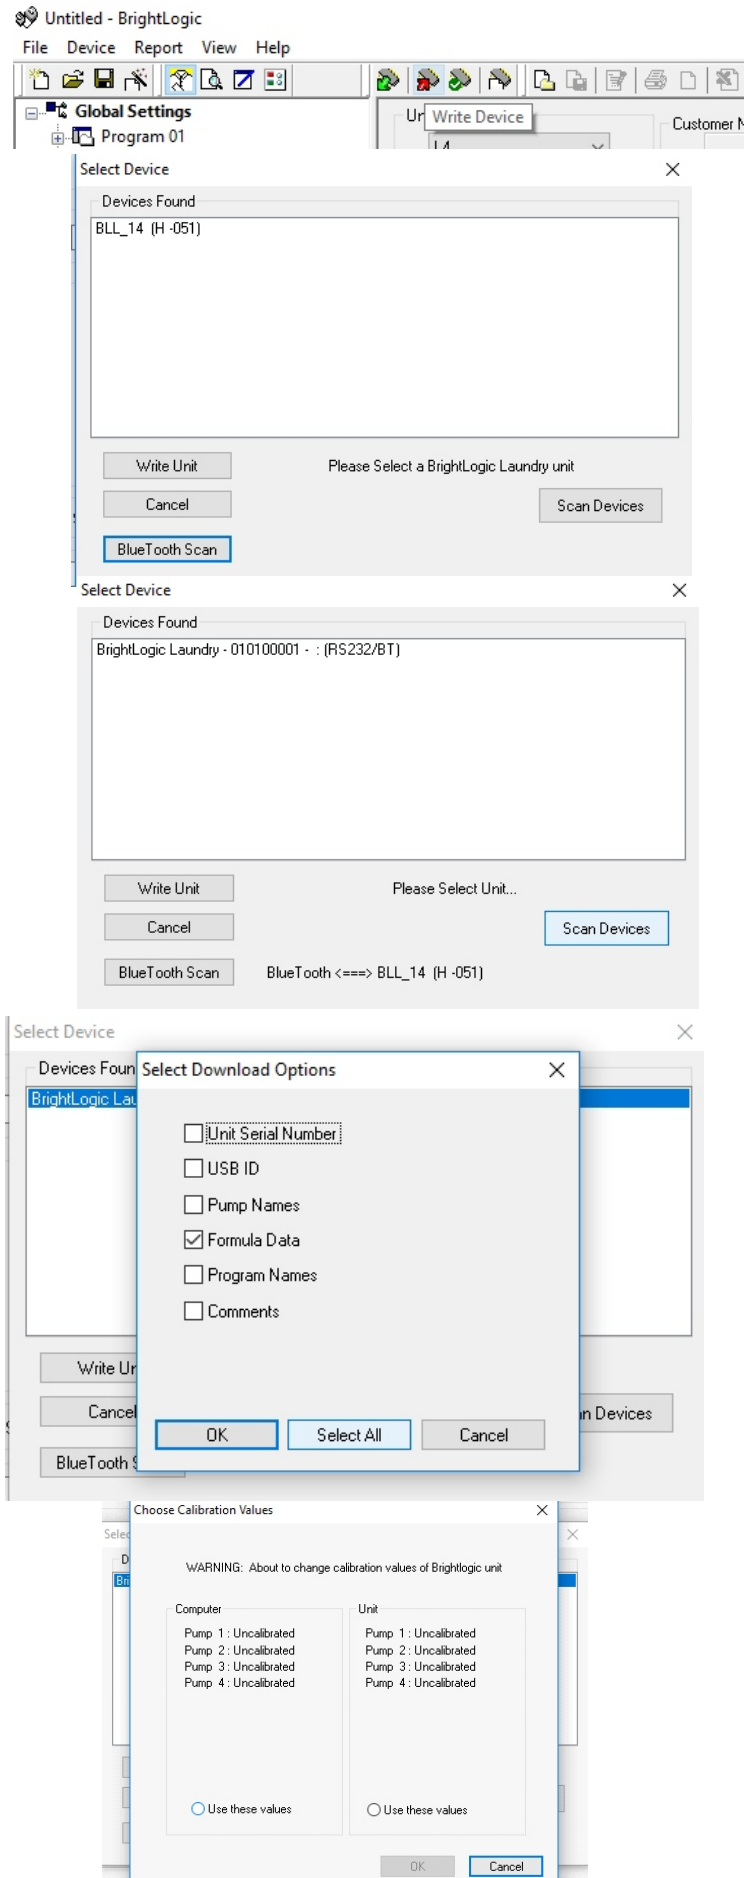 Untitled - BrightLogic
File Device Report View Help
Global Settings
Program 01
Write Device
Customer
Select Device
Devices Found
BLL_14 (H -051)
Write Unit
Please Select a BrightLogic Laundry unit
Cancel
Scan Devices
BlueTooth Scan
Select Device
Devices Found
BrightLogic Laundry - 010100001 - : (RS232/BT)
Write Unit
Please Select Unit...
Cancel
Scan Devices
BlueTooth Scan
BlueTooth <===> BLL_14 (H -051)
Select Device
Devices Foun
Select Download Options
BrightLogic Lau
Unit Serial Number
USB ID
Pump Names
Formula Data
Program Names
Comments
Write Un
Cancel
n Devices
OK
Select All
Cancel
BlueTooth S
Choose Calibration Values
Selec
WARNING: About to change calibration values of Brightlogic unit
Computer
Pump 1 : Uncalibrated
Pump 2 : Uncalibrated
Pump 3 : Uncalibrated
Pump 4 : Uncalibrated
Use these values
Unit
Pump 1 : Uncalibrated
Pump 2 : Uncalibrated
Pump 3 : Uncalibrated
Pump 4 : Uncalibrated
Use these values
OK
Cancel